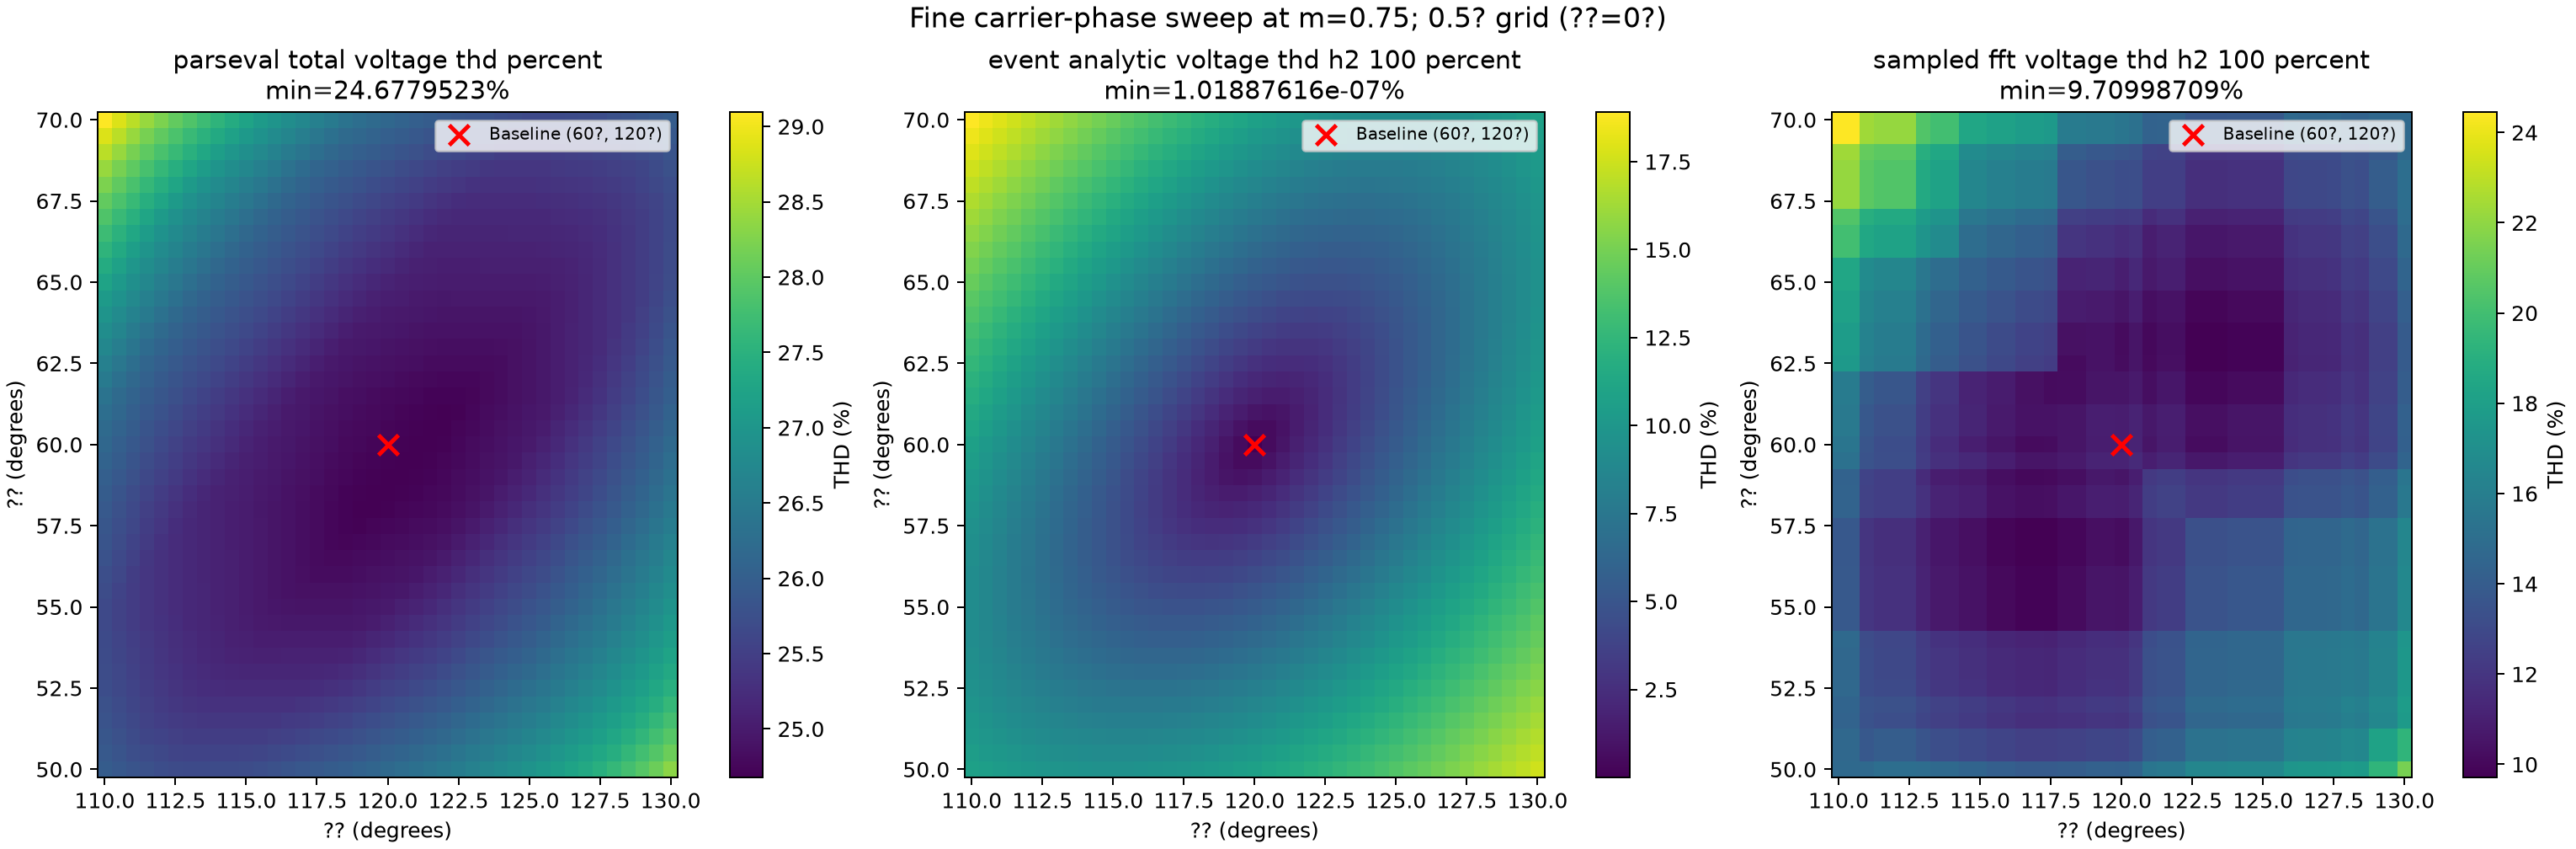 Fine carrier-phase sweep at m=0.75; 0.5? grid (??=0?)
parseval total voltage thd percent
min=24.6779523%
Baseline (60?, 120?)
70.0
67.5
65.0
62.5
60.0
57.5
55.0
52.5
50.0
?? (degrees)
110.0 112.5 115.0 117.5 120.0 122.5 125.0 127.5 130.0
?? (degrees)
29.0
28.5
28.0
27.5
27.0
26.5
26.0
25.5
25.0
THD (%)
event analytic voltage thd h2 100 percent
min=1.01887616e-07%
Baseline (60?, 120?)
70.0
67.5
65.0
62.5
60.0
57.5
55.0
52.5
50.0
?? (degrees)
110.0 112.5 115.0 117.5 120.0 122.5 125.0 127.5 130.0
?? (degrees)
17.5
15.0
12.5
10.0
7.5
5.0
2.5
THD (%)
sampled fft voltage thd h2 100 percent
min=9.70998709%
Baseline (60?, 120?)
70.0
67.5
65.0
62.5
60.0
57.5
55.0
52.5
50.0
?? (degrees)
110.0 112.5 115.0 117.5 120.0 122.5 125.0 127.5 130.0
?? (degrees)
24
22
20
18
16
14
12
10
THD (%)